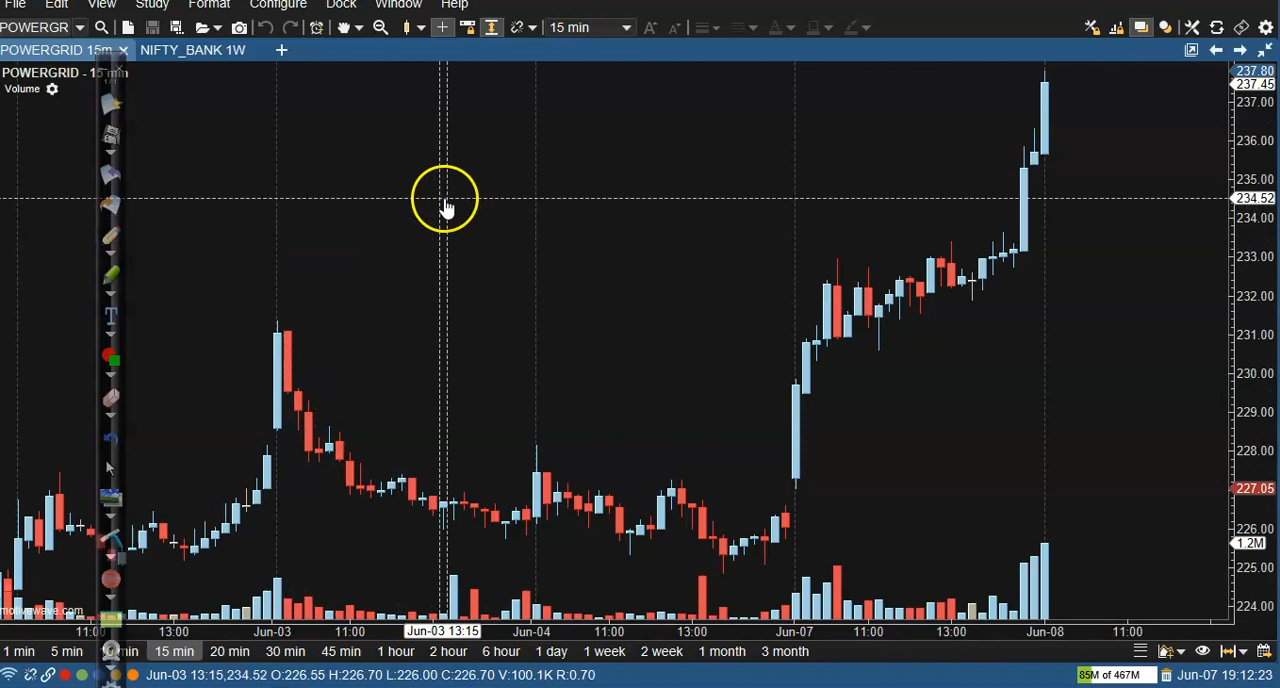 File Edit View Study Format Configure Dock Window Help
POWERGR 15 min
POWERGRID 15m NIFTY_BANK 1W
POWERGRID - 15 min
Volume
237.80
237.45
237.00
236.00
235.00
234.52
234.00
233.00
232.00
231.00
230.00
229.00
228.00
227.05
226.00
1.2M
225.00
224.00
motivewave.com
11:00 13:00 Jun-03 11:00 Jun-03 13:15 Jun-04 11:00 13:00 Jun-07 11:00 13:00 Jun-08 11:00
1 min 5 min min 15 min 20 min 30 min 45 min 1 hour 2 hour 6 hour 1 day 1 week 2 week 1 month 3 month
Jun-03 13:15,234.52 O:226.55 H:226.70 L:226.00 C:226.70 V:100.1K R:0.70 85M of 467M Jun-07 19:12:23